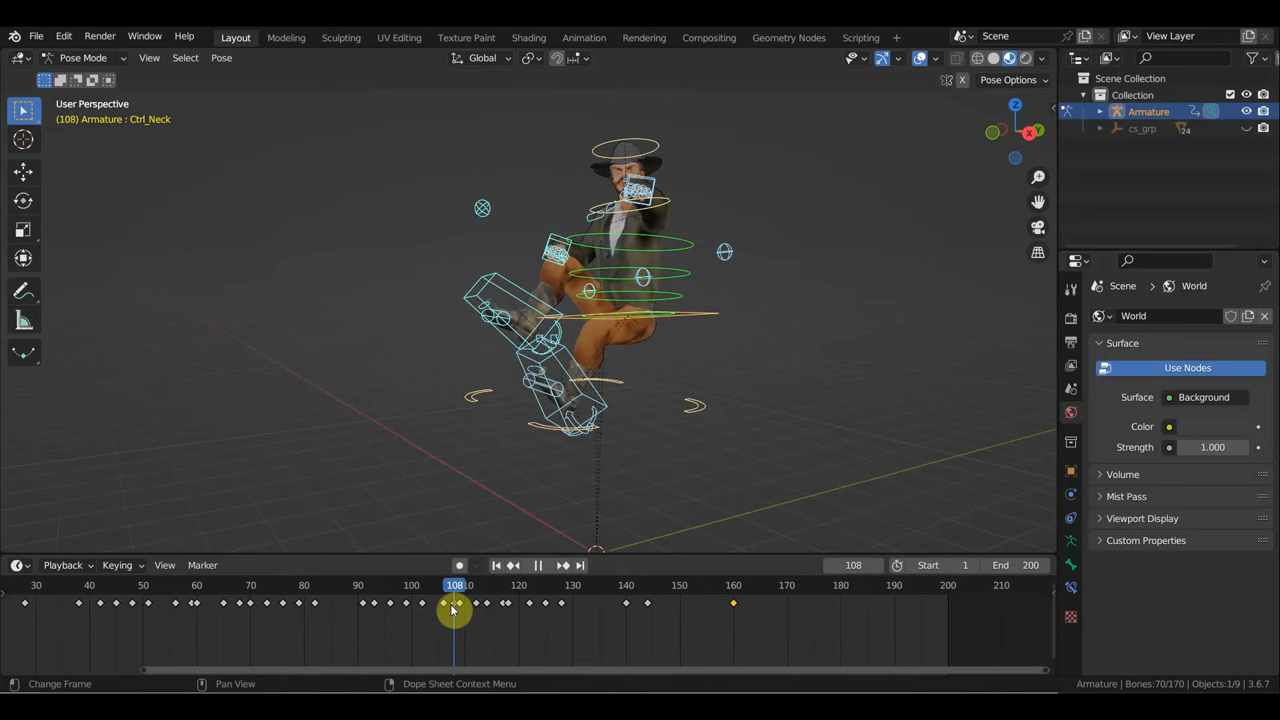 File Edit Render Window Help Layout Modeling Sculpting UV Editing Texture Paint Shading Animation Rendering Compositing Geometry Nodes Scripting + Scene View Layer
Pose Mode View Select Pose Global
X Pose Options
Scene Collection
Collection
Armature
cs_grp 24
User Perspective
(108) Armature : Ctrl_Neck
Z
Y
X
Scene World
World
Surface
Use Nodes
Surface Background
Color
Strength 1.000
Volume
Mist Pass
Viewport Display
Custom Properties
Playback Keying View Marker 108 Start 1 End 200
30 40 50 60 70 80 90 100 108 120 130 140 150 160 170 180 190 200 210
Change Frame Pan View Dope Sheet Context Menu Armature | Bones:70/170 | Objects:1/9 | 3.6.7